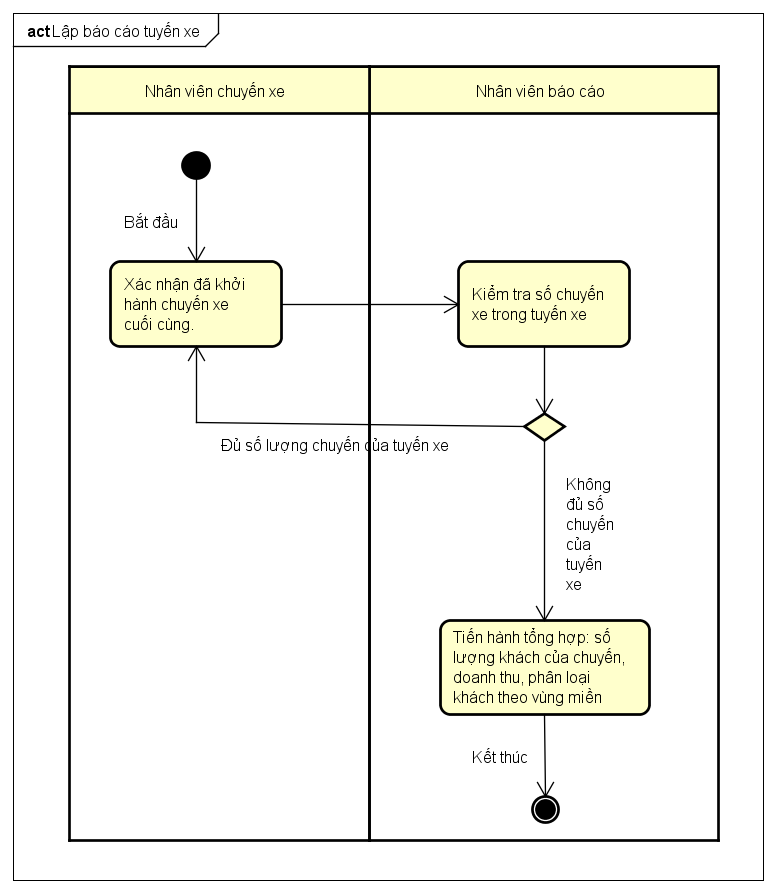 act Lập báo cáo tuyến xe
Nhân viên chuyến xe
Nhân viên báo cáo
Bắt đầu
Xác nhận đã khởi
hành chuyến xe
cuối cùng.
Kiểm tra số chuyến
xe trong tuyến xe
Đủ số lượng chuyến của tuyến xe
Không
đủ số
chuyến
của
tuyến
xe
Tiến hành tổng hợp: số
lượng khách của chuyến,
doanh thu, phân loại
khách theo vùng miền
Kết thúc